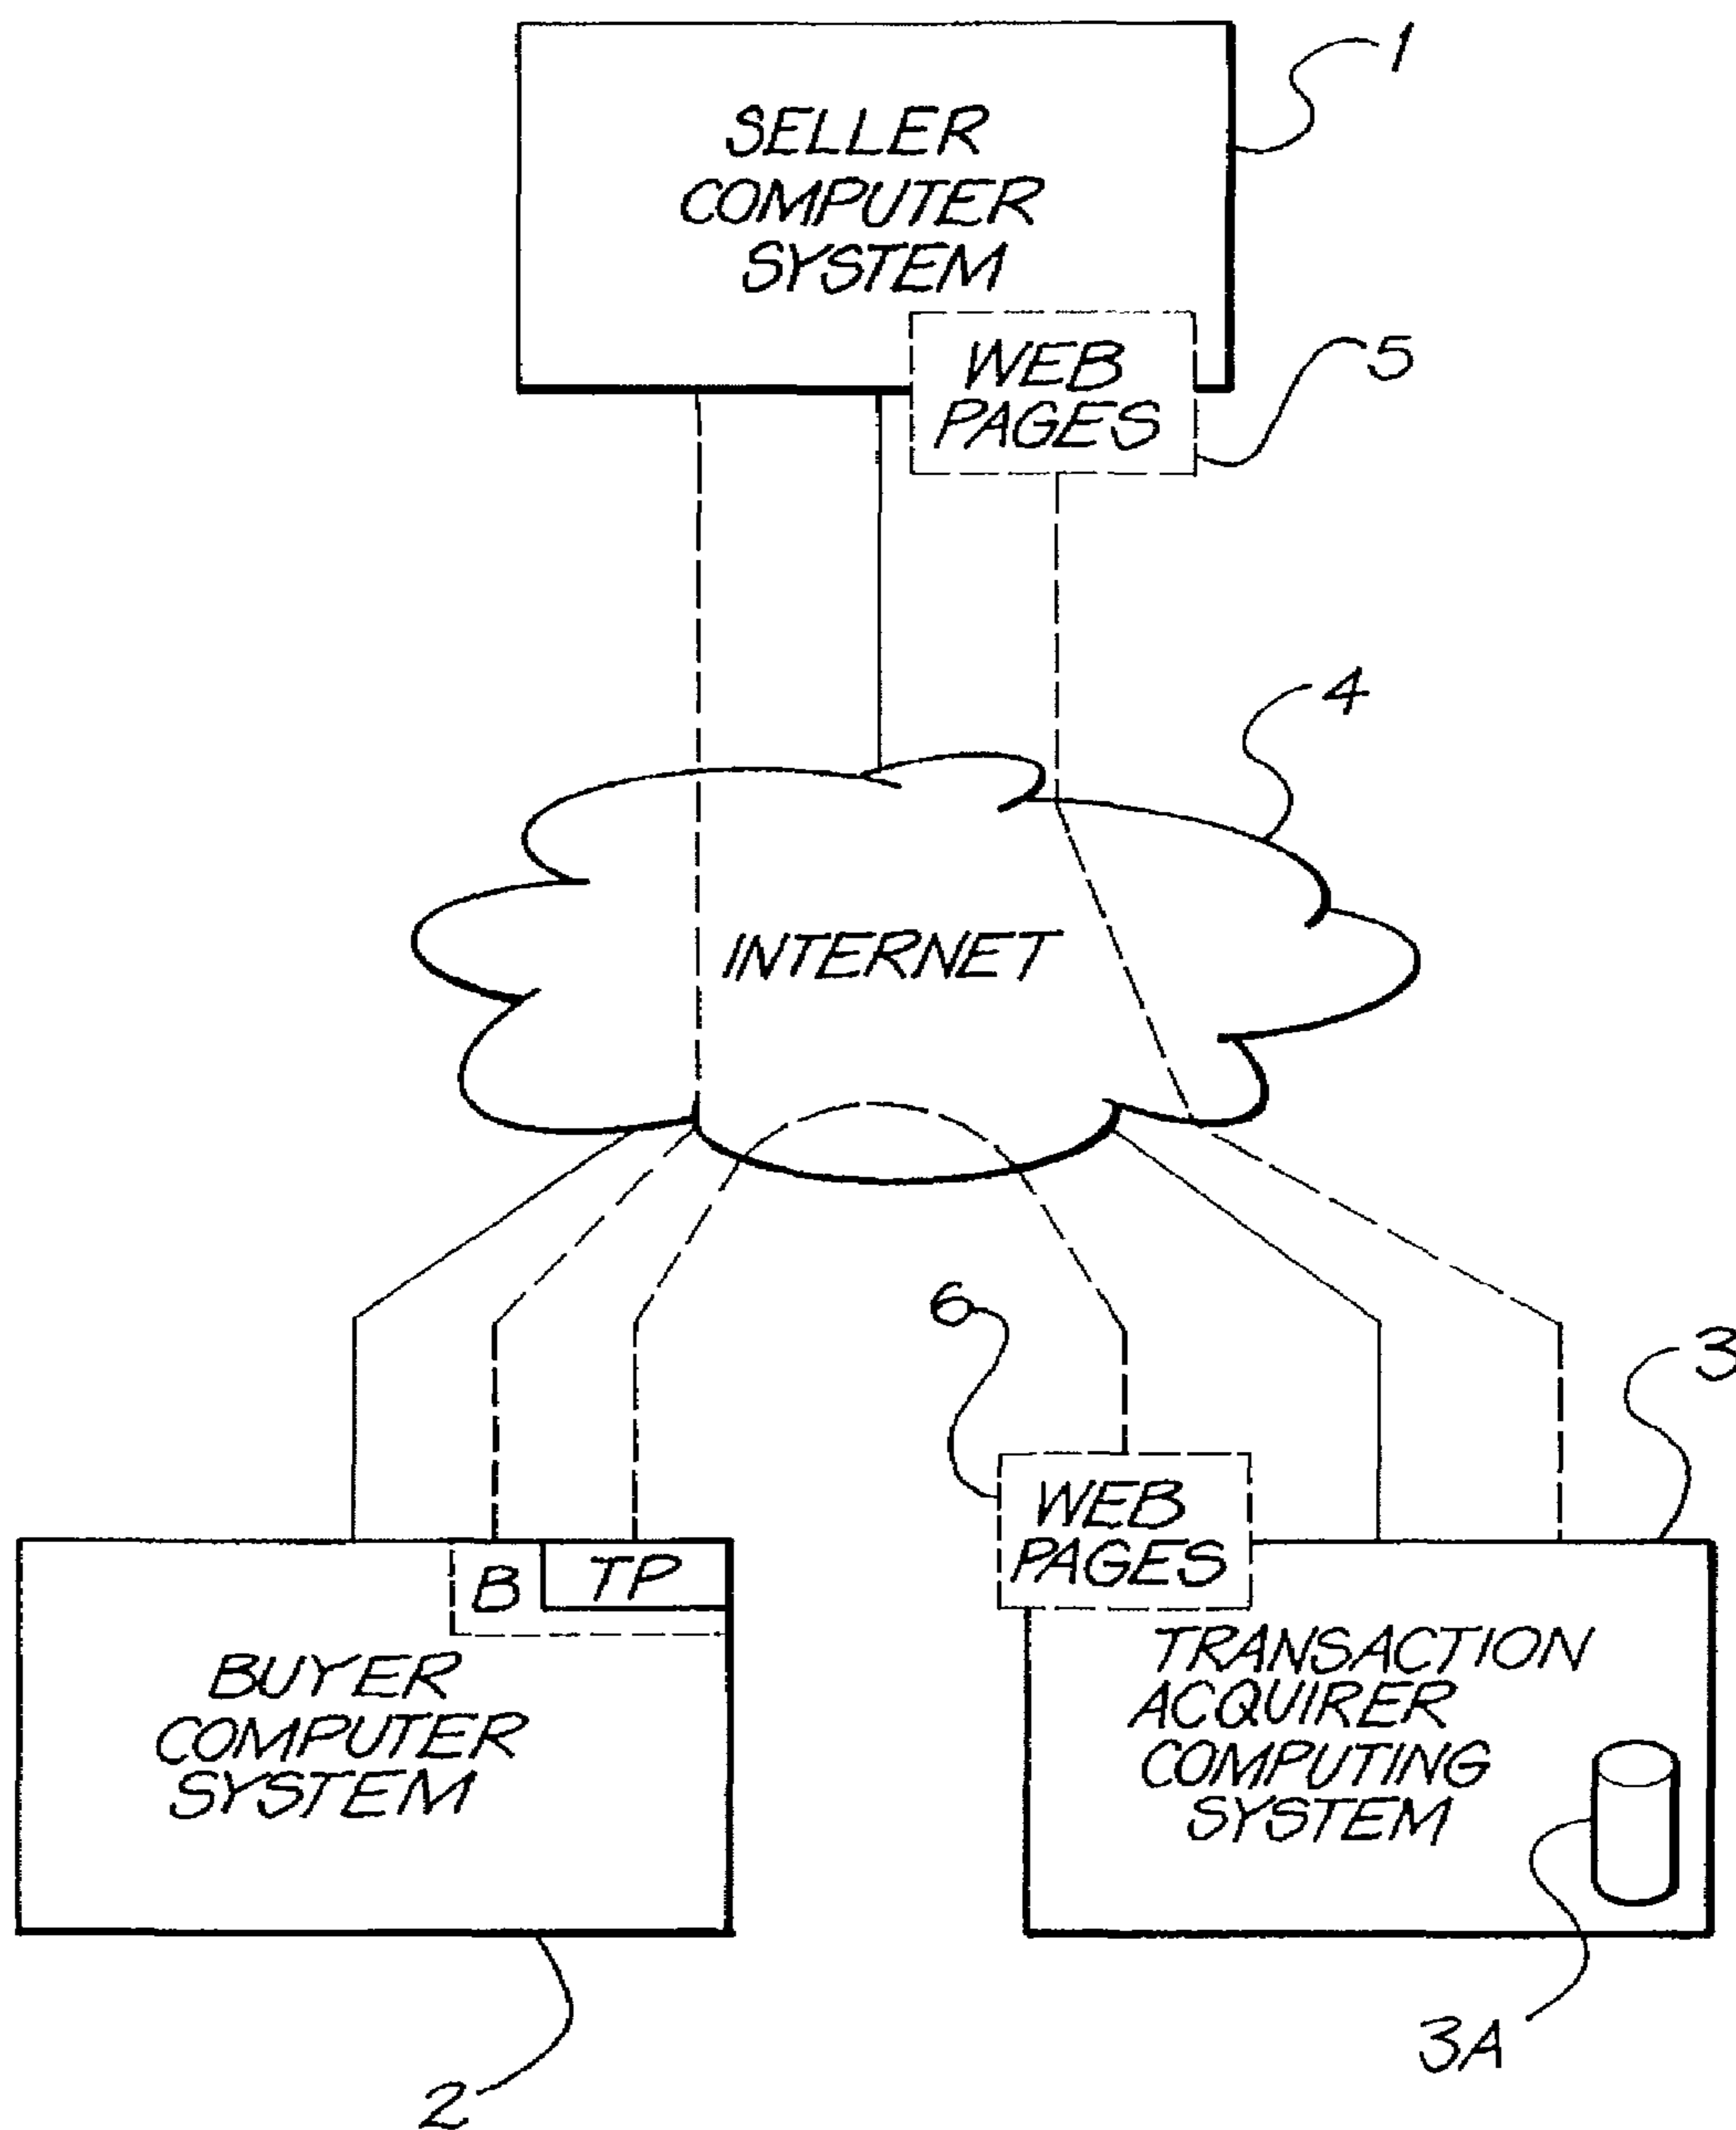 1
SELLER
COMPUTER
SYSTEM
WEB
PAGES
5
4
INTERNET
6
3
WEB
PAGES
B
TP
BUYER
COMPUTER
SYSTEM
TRANSACTION
ACQUIRER
COMPUTING
SYSTEM
3A
2